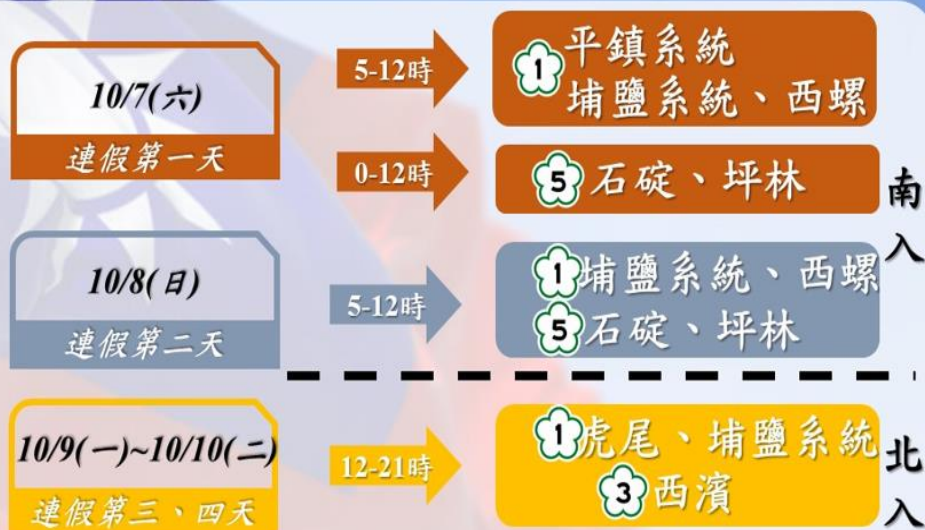 10/7(六)
連假第一天
5-12時
1 平鎮系統
埔鹽系統、西螺
0-12時
5 石碇、坪林
南入
10/8(日)
連假第二天
5-12時
1 埔鹽系統、西螺
5 石碇、坪林
10/9(一)~10/10(二)
連假第三、四天
12-21時
1 虎尾、埔鹽系統
3 西濱
北入